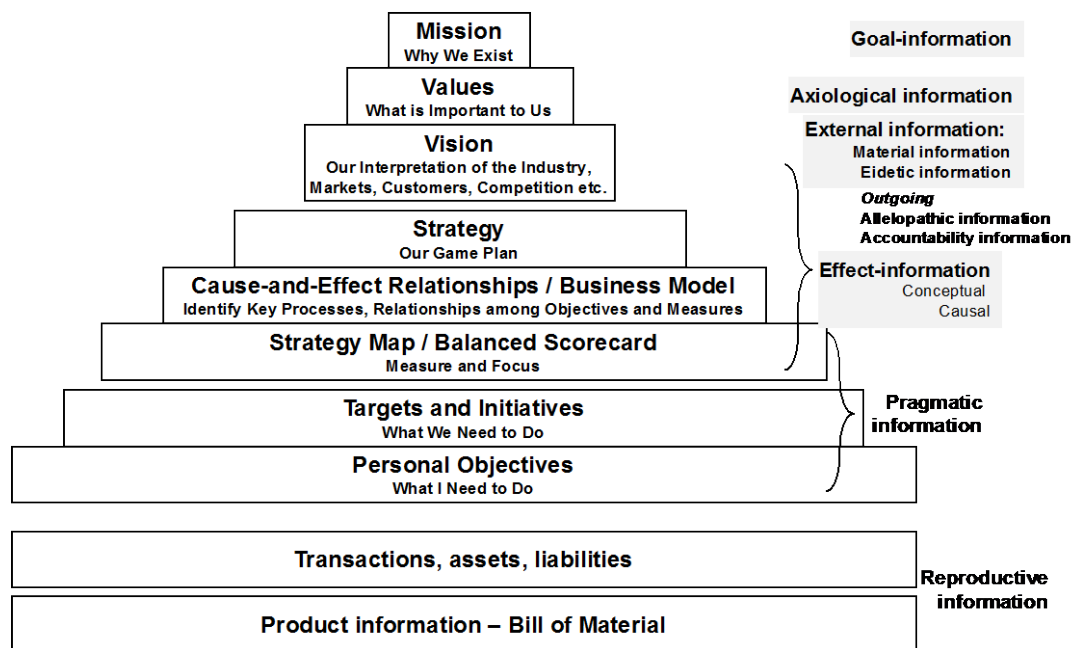 Mission
Why We Exist
Goal-information
Values
What is Important to Us
Axiological information
Vision
Our Interpretation of the Industry,
Markets, Customers, Competition etc.
External information:
Material information
Eidetic information
Outgoing
Allelopathic information
Accountability information
Strategy
Our Game Plan
Cause-and-Effect Relationships / Business Model
Identify Key Processes, Relationships among Objectives and Measures
Effect-information
Conceptual
Causal
Strategy Map / Balanced Scorecard
Measure and Focus
Targets and Initiatives
What We Need to Do
Pragmatic
information
Personal Objectives
What I Need to Do
Transactions, assets, liabilities
Reproductive
information
Product information – Bill of Material